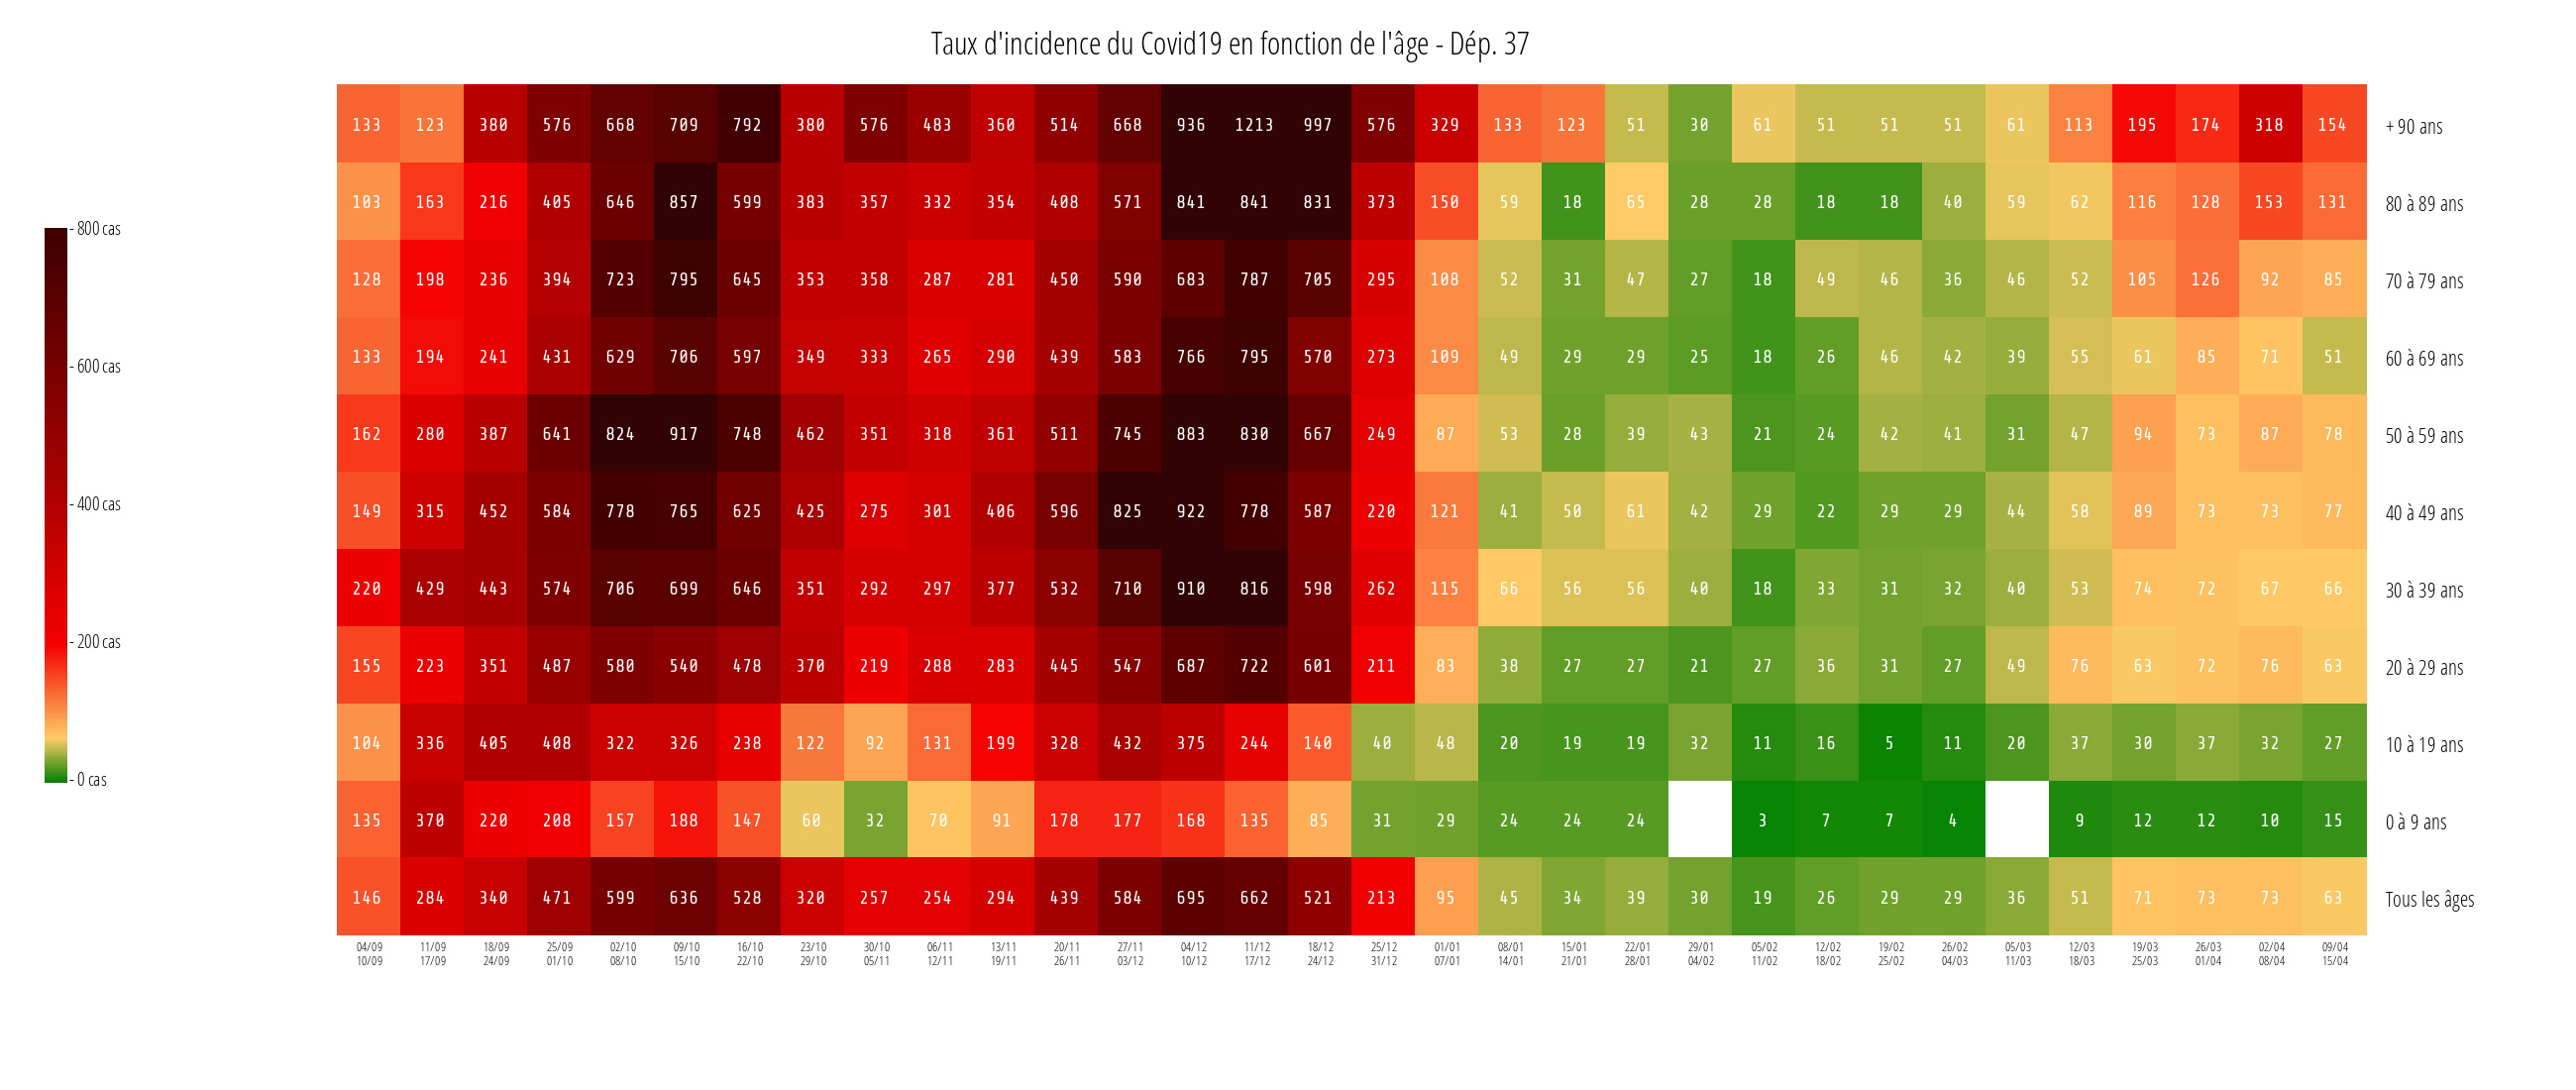 Taux d'incidence du Covid19 en fonction de l'âge - Dép. 37
133 123 380 576 668 709 792 380 576 483 360 514 668 936 1213 997 576 329 133 123 51 30 61 51 51 51 61 113 195 174 318 154 + 90 ans
103 163 216 405 646 857 599 383 357 332 354 408 571 841 841 831 373 150 59 18 65 28 28 18 18 40 59 62 116 128 153 131 80 à 89 ans
- 800 cas
128 198 236 394 723 795 645 353 358 287 281 450 590 683 787 705 295 108 52 31 47 27 18 49 46 36 46 52 105 126 92 85 70 à 79 ans
133 194 241 431 629 706 597 349 333 265 290 439 583 766 795 570 273 109 49 29 29 25 18 26 46 42 39 55 61 85 71 51 60 à 69 ans
- 600 cas
162 280 387 641 824 917 748 462 351 318 361 511 745 883 830 667 249 87 53 28 39 43 21 24 42 41 31 47 94 73 87 78 50 à 59 ans
- 400 cas
149 315 452 584 778 765 625 425 275 301 406 596 825 922 778 587 220 121 41 50 61 42 29 22 29 29 44 58 89 73 73 77 40 à 49 ans
220 429 443 574 706 699 646 351 292 297 377 532 710 910 816 598 262 115 66 56 56 40 18 33 31 32 40 53 74 72 67 66 30 à 39 ans
- 200 cas
155 223 351 487 580 540 478 370 219 288 283 445 547 687 722 601 211 83 38 27 27 21 27 36 31 27 49 76 63 72 76 63 20 à 29 ans
104 336 405 408 322 326 238 122 92 131 199 328 432 375 244 140 40 48 20 19 19 32 11 16 5 11 20 37 30 37 32 27 10 à 19 ans
- 0 cas
135 370 220 208 157 188 147 60 32 70 91 178 177 168 135 85 31 29 24 24 24 3 7 7 4 9 12 12 10 15 0 à 9 ans
146 284 340 471 599 636 528 320 257 254 294 439 584 695 662 521 213 95 45 34 39 30 19 26 29 29 36 51 71 73 73 63 Tous les âges
04/09 11/09 18/09 25/09 02/10 09/10 16/10 23/10 30/10 06/11 13/11 20/11 27/11 04/12 11/12 18/12 25/12 01/01 08/01 15/01 22/01 29/01 05/02 12/02 19/02 26/02 05/03 12/03 19/03 26/03 02/04 09/04
10/09 17/09 24/09 01/10 08/10 15/10 22/10 29/10 05/11 12/11 19/11 26/11 03/12 10/12 17/12 24/12 31/12 07/01 14/01 21/01 28/01 04/02 11/02 18/02 25/02 04/03 11/03 18/03 25/03 01/04 08/04 15/04